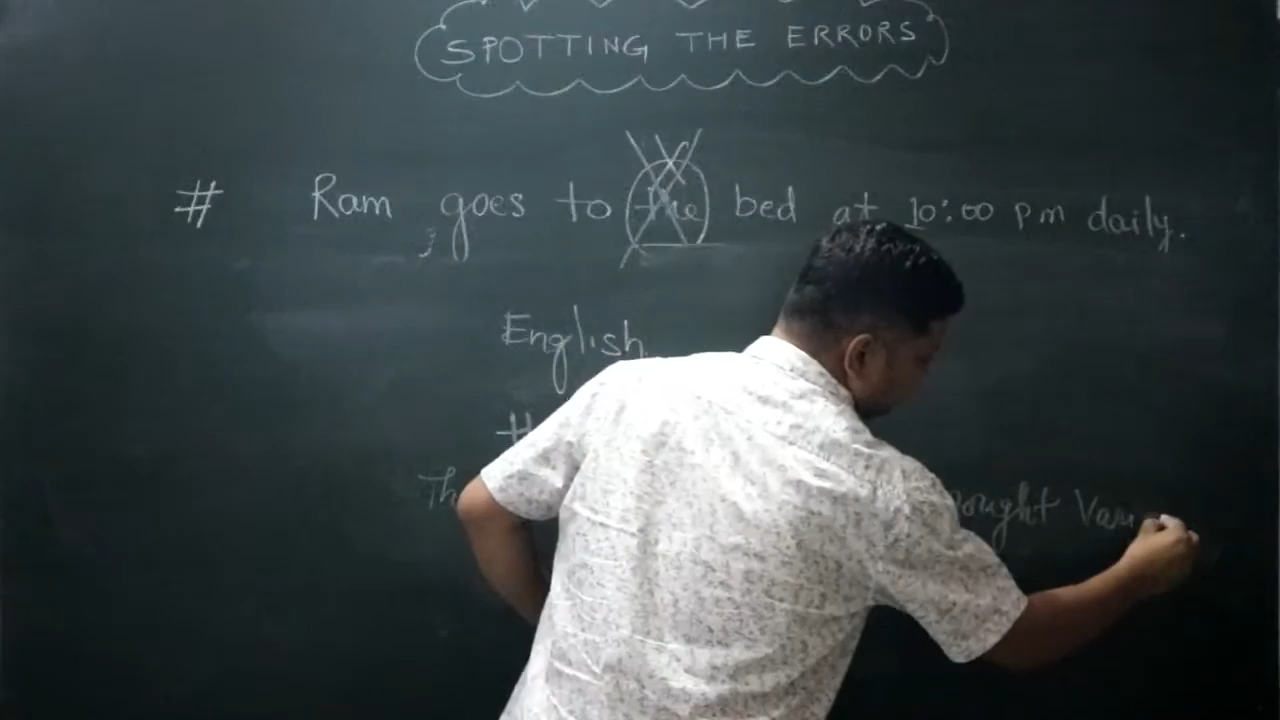 SPOTTING THE ERRORS
# Ram goes to the bed at 10:00 pm daily.
English